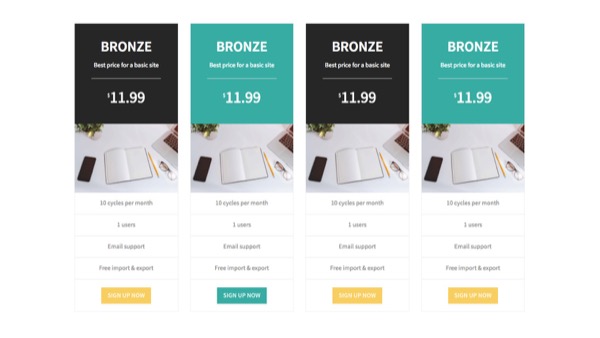 BRONZE
Best price for a basic site
$11.99
10 cycles per month
1 users
Email support
Free import & export
SIGN UP NOW
BRONZE
Best price for a basic site
$11.99
10 cycles per month
1 users
Email support
Free import & export
SIGN UP NOW
BRONZE
Best price for a basic site
$11.99
10 cycles per month
1 users
Email support
Free import & export
SIGN UP NOW
BRONZE
Best price for a basic site
$11.99
10 cycles per month
1 users
Email support
Free import & export
SIGN UP NOW